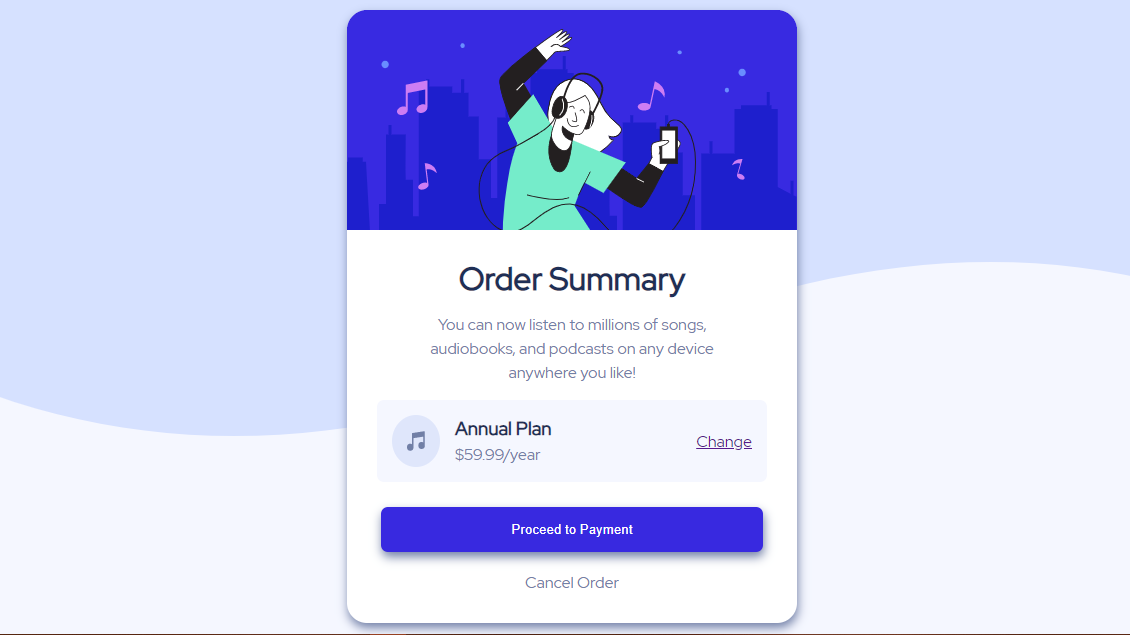 Order Summary
You can now listen to millions of songs,
audiobooks, and podcasts on any device
anywhere you like!
Annual Plan
$59.99/year
Change
Proceed to Payment
Cancel Order